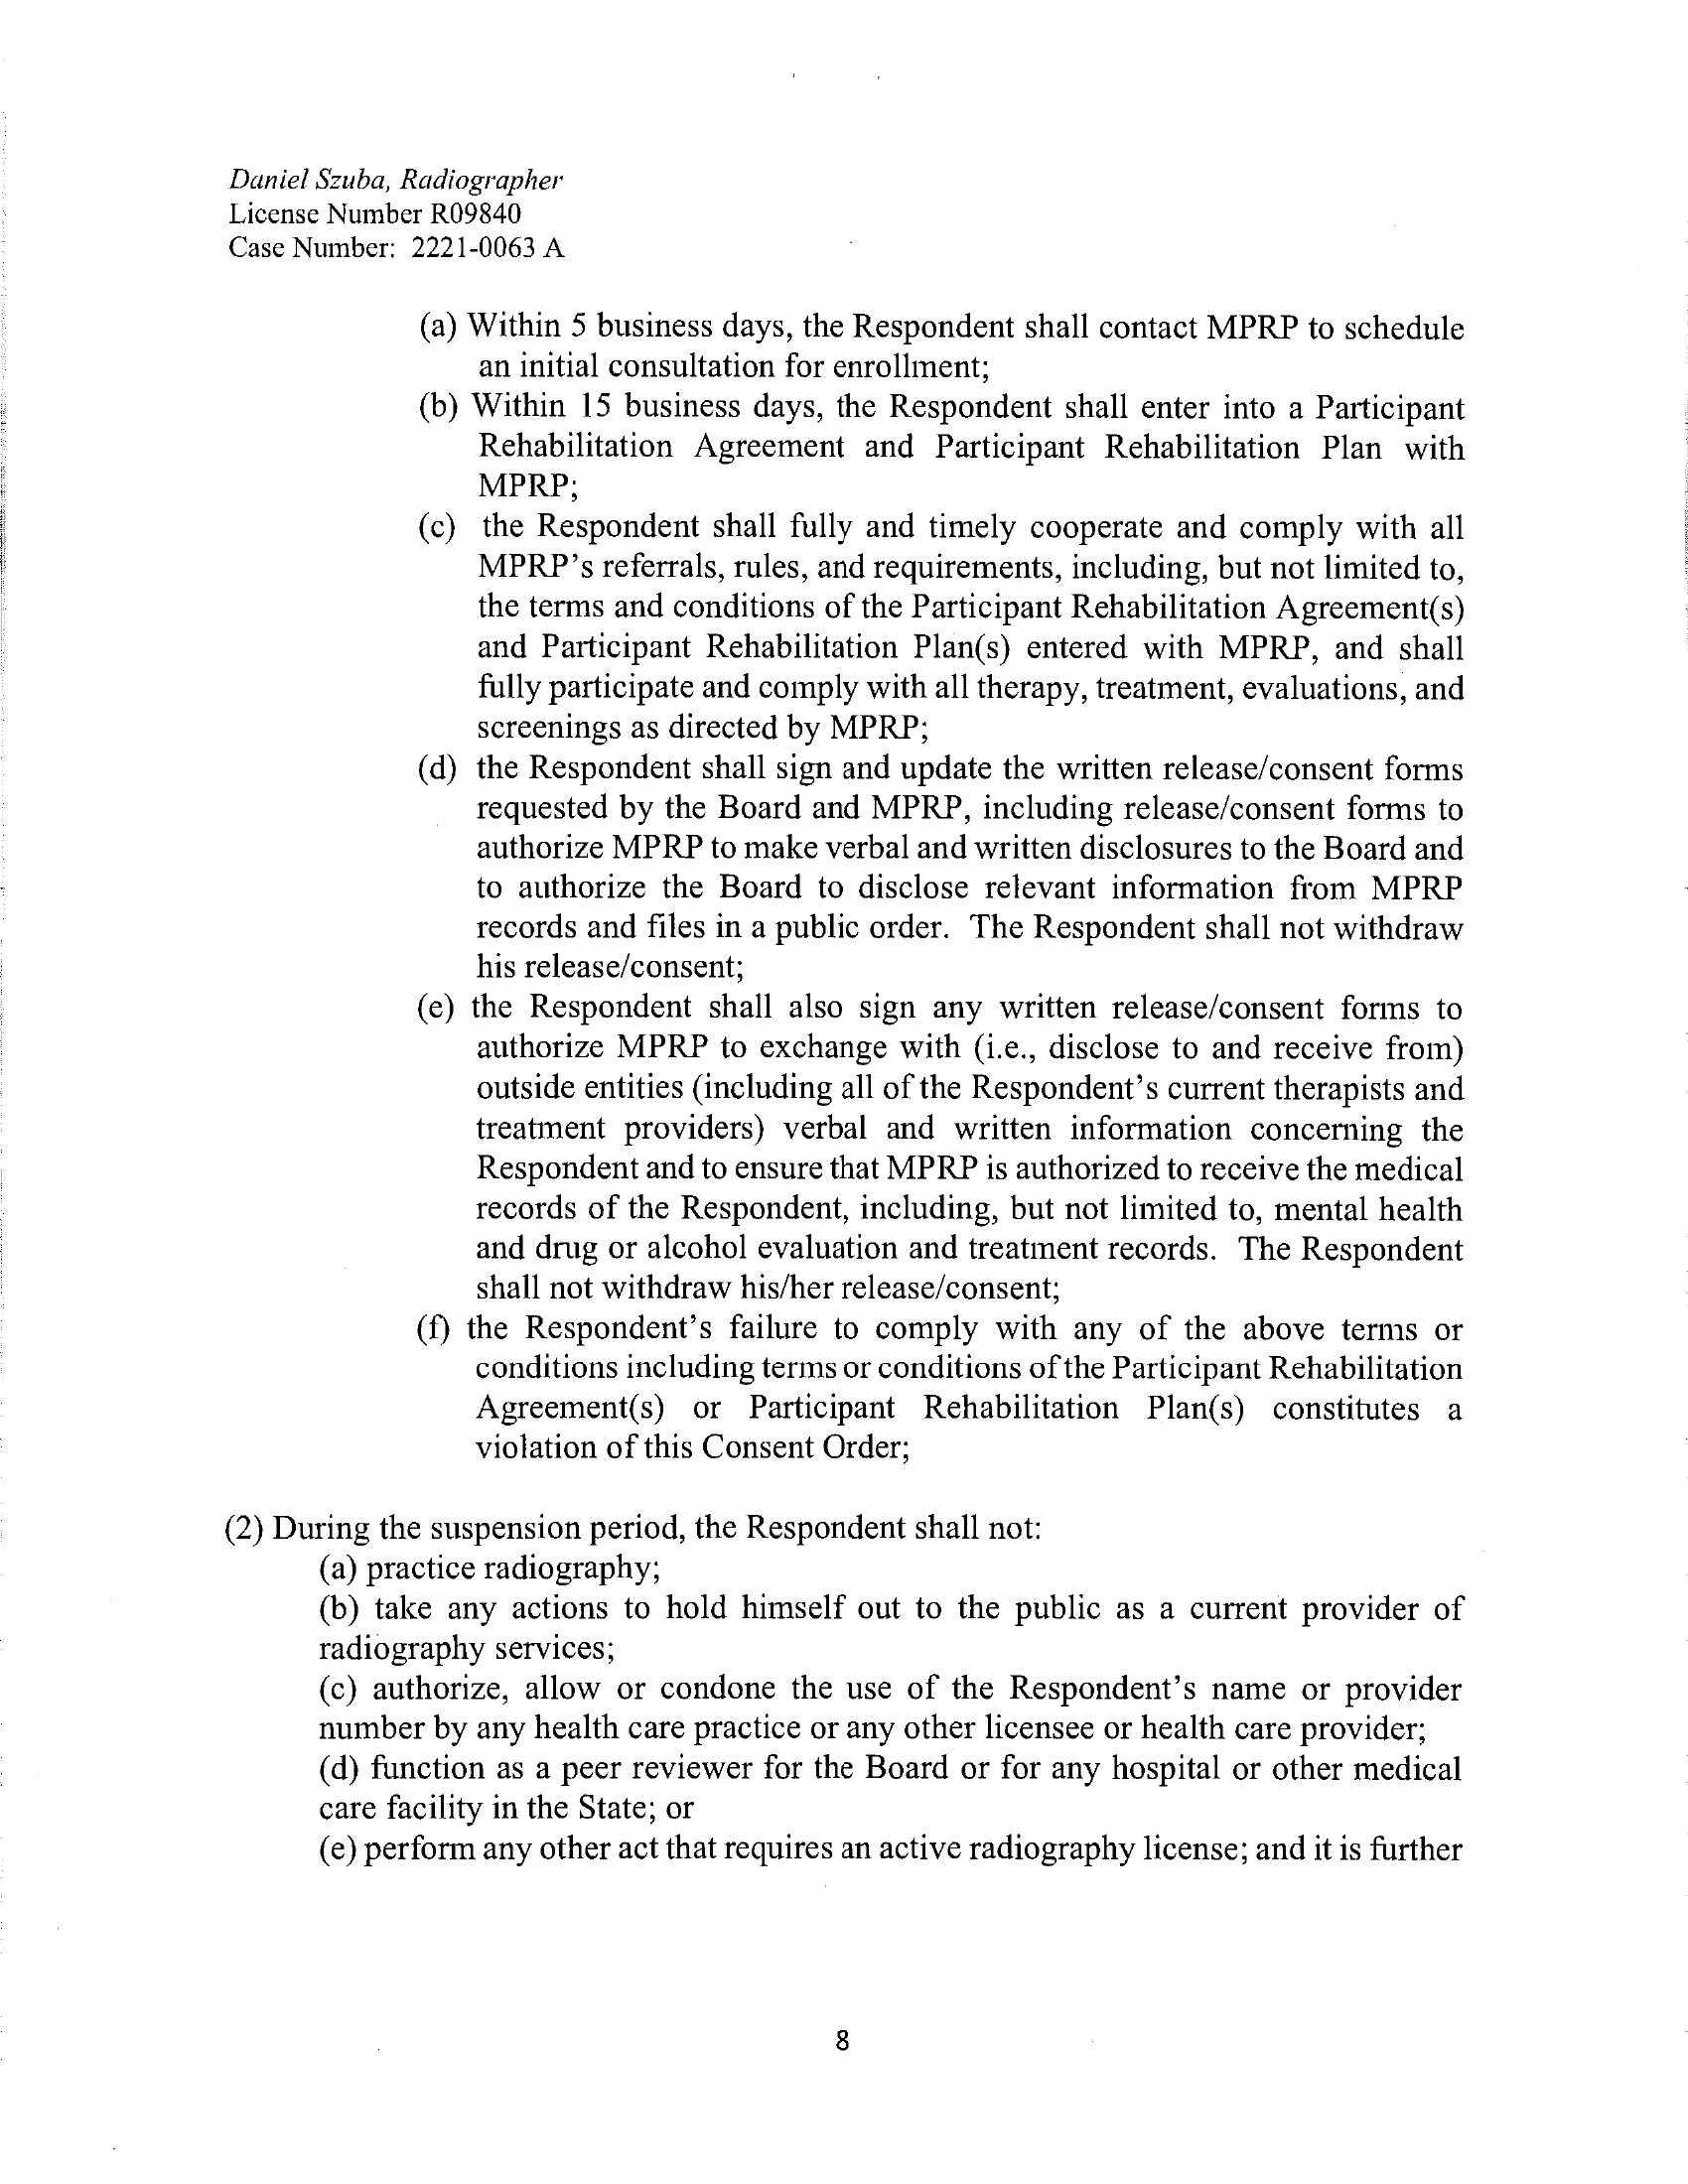 Daniel Szuba, Radiographer
License Number R09840
Case Number: 2221-0063 A
(a) Within 5 business days, the Respondent shall contact MPRP to schedule
an initial consultation for enrollment;
(b) Within 15 business days, the Respondent shall enter into a Participant
Rehabilitation Agreement and Participant Rehabilitation Plan with
MPRP;
(c) the Respondent shall fully and timely cooperate and comply with all
MPRP's referrals, rules, and requirements, including, but not limited to,
the terms and conditions of the Participant Rehabilitation Agreement(s)
and Participant Rehabilitation Plan(s) entered with MPRP, and shall
fully participate and comply with all therapy, treatment, evaluations, and
screenings as directed by MPRP;
(d) the Respondent shall sign and update the written release/consent forms
requested by the Board and MPRP, including release/consent forms to
authorize MPRP to make verbal and written disclosures to the Board and
to authorize the Board to disclose relevant information from MPRP
records and files in a public order. The Respondent shall not withdraw
his release/consent;
(e) the Respondent shall also sign any written release/consent forms to
authorize MPRP to exchange with (i.e., disclose to and receive from)
outside entities (including all of the Respondent's current therapists and
treatment providers) verbal and written information concerning the
Respondent and to ensure that MPRP is authorized to receive the medical
records of the Respondent, including, but not limited to, mental health
and drug or alcohol evaluation and treatment records. The Respondent
shall not withdraw his/her release/consent;
(f) the Respondent's failure to comply with any of the above terms or
conditions including terms or conditions of the Participant Rehabilitation
Agreement(s) or Participant Rehabilitation Plan(s) constitutes a
violation of this Consent Order;
(2) During the suspension period, the Respondent shall not:
(a) practice radiography;
(b) take any actions to hold himself out to the public as a current provider of
radiography services;
(c) authorize, allow or condone the use of the Respondent's name or provider
number by any health care practice or any other licensee or health care provider;
(d) function as a peer reviewer for the Board or for any hospital or other medical
care facility in the State; or
(e) perform any other act that requires an active radiography license; and it is further
8